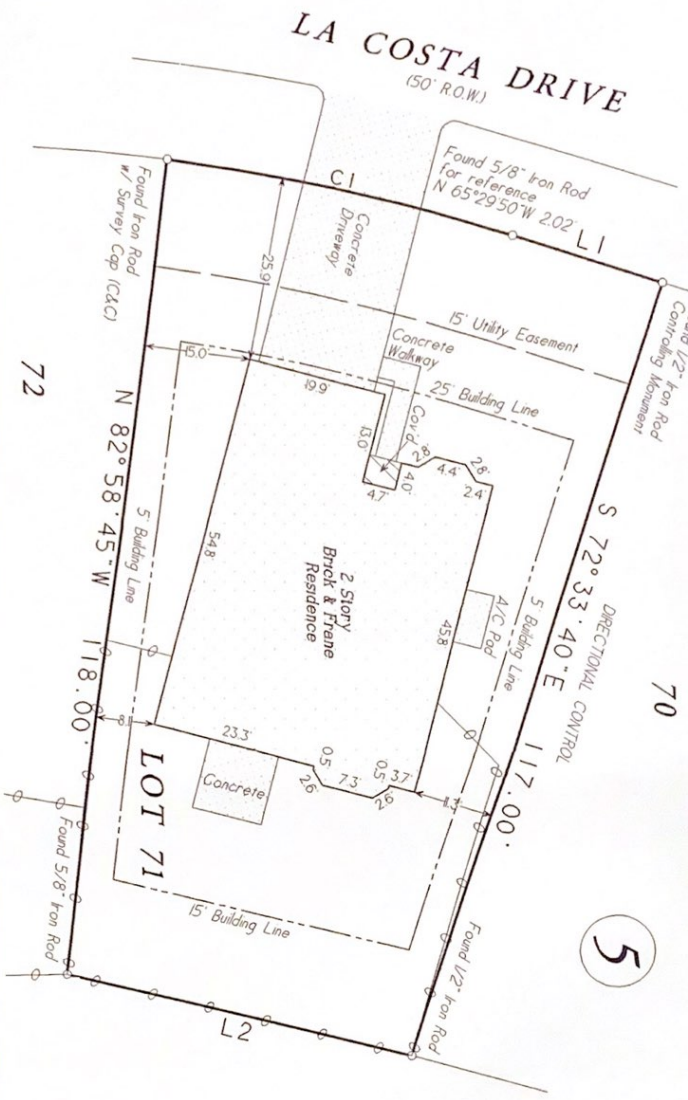 LA COSTA DRIVE
(50' R.O.W.)
Found 5/8" Iron Rod
for reference
N 65°29'50"W 2.02'
C1
L1
Concrete
Driveway
Found Iron Rod
w/ Survey Cap (C&C)
1/2" Iron Rod
Controlling Monument
25.9'
15' Utility Easement
Concrete
Walkway
25' Building Line
15.0'
19.9'
13.0'
Cov'd
2.8'
4.4'
2.8'
2.4'
4.0'
4.7'
72
N 82°58'45"W 118.00'
5' Building Line
54.8'
2 Story
Brick & Frame
Residence
A/C Pad
45.8'
5' Building Line
S 72°33'40"E 117.00'
DIRECTIONAL CONTROL
70
8.1'
23.3'
0.5'
2.6'
7.3'
0.5'
2.6'
3.7'
Concrete
LOT 71
15' Building Line
5
Found 5/8" Iron Rod
Found 1/2" Iron Rod
L2